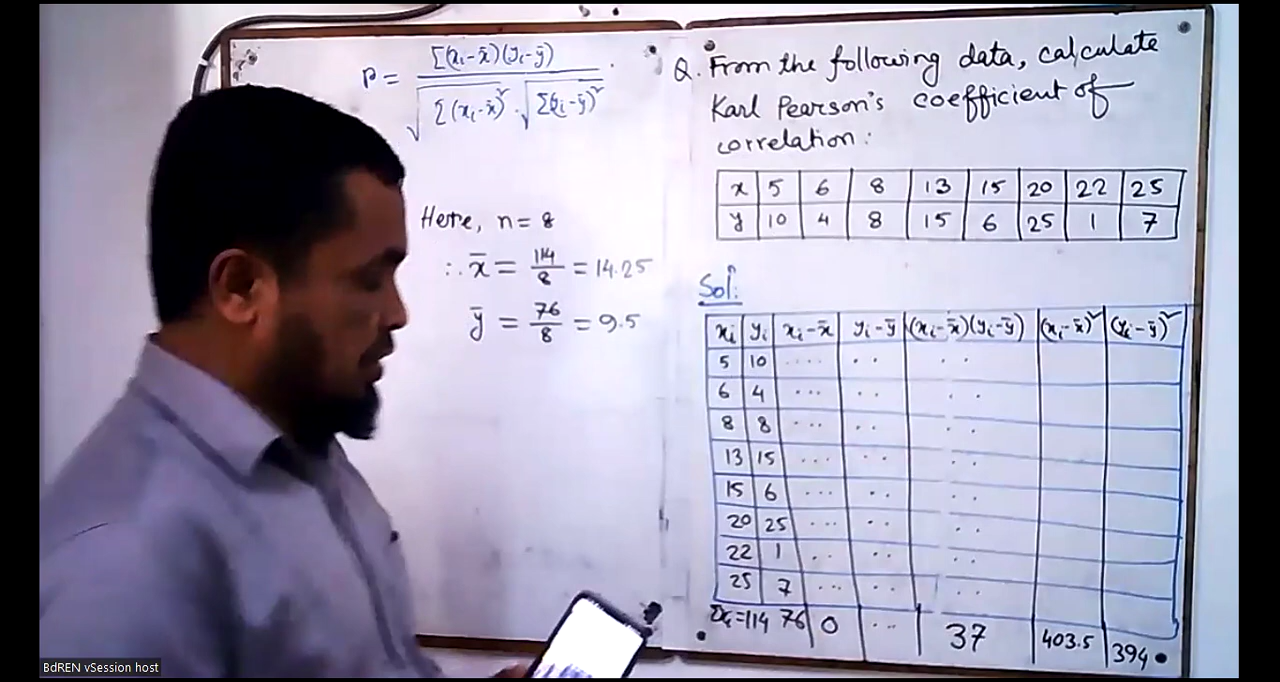 P = Σ(xᵢ-x̄)(yᵢ-ȳ) / √Σ(xᵢ-x̄)² · √Σ(yᵢ-ȳ)²
Here, n = 8
∴ x̄ = 114/8 = 14.25
ȳ = 76/8 = 9.5
Q. From the following data, calculate
Karl Pearson's coefficient of
correlation:
x 5 6 8 13 15 20 22 25
y 10 4 8 15 6 25 1 7
Sol:
xᵢ yᵢ xᵢ-x̄ yᵢ-ȳ (xᵢ-x̄)(yᵢ-ȳ) (xᵢ-x̄)² (yᵢ-ȳ)²
5 10 .... .. ..
6 4 ... .. ..
8 8 ... .. ..
13 15 ... .. ..
15 6 ... .. ..
20 25 ... .. ..
22 1 .. .. ..
25 7 ... .. ..
Σxᵢ=114 76 0 ... 37 403.5 394
BdREN vSession host